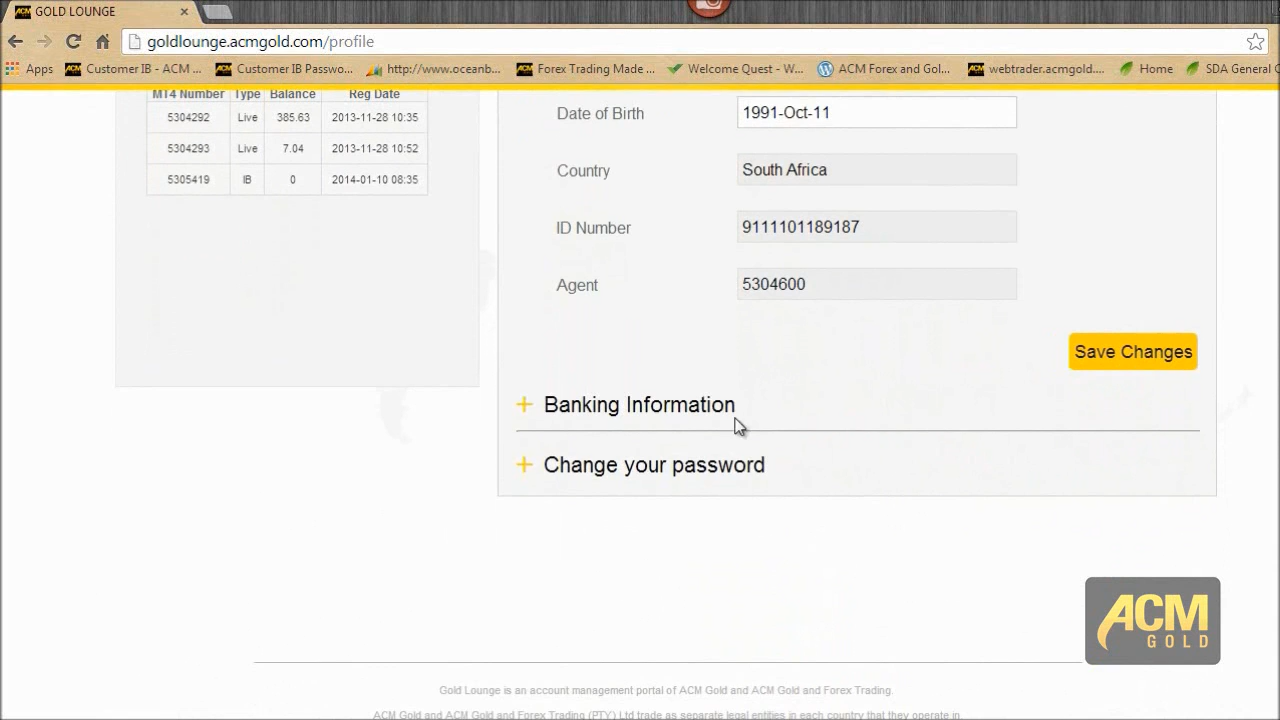 GOLD LOUNGE
goldlounge.acmgold.com/profile
Apps Customer IB - ACM ... Customer IB Passwo... http://www.oceanb... Forex Trading Made ... Welcome Quest - W... ACM Forex and Gol... webtrader.acmgold.... Home SDA General C
MT4 Number Type Balance Reg Date
5304292 Live 385.63 2013-11-28 10:35
5304293 Live 7.04 2013-11-28 10:52
5305419 IB 0 2014-01-10 08:35
Date of Birth 1991-Oct-11
Country South Africa
ID Number 9111101189187
Agent 5304600
Save Changes
+ Banking Information
+ Change your password
ACM
GOLD
Gold Lounge is an account management portal of ACM Gold and ACM Gold and Forex Trading.
ACM Gold and ACM Gold and Forex Trading (PTY) Ltd trade as separate legal entities in each country that they operate in.